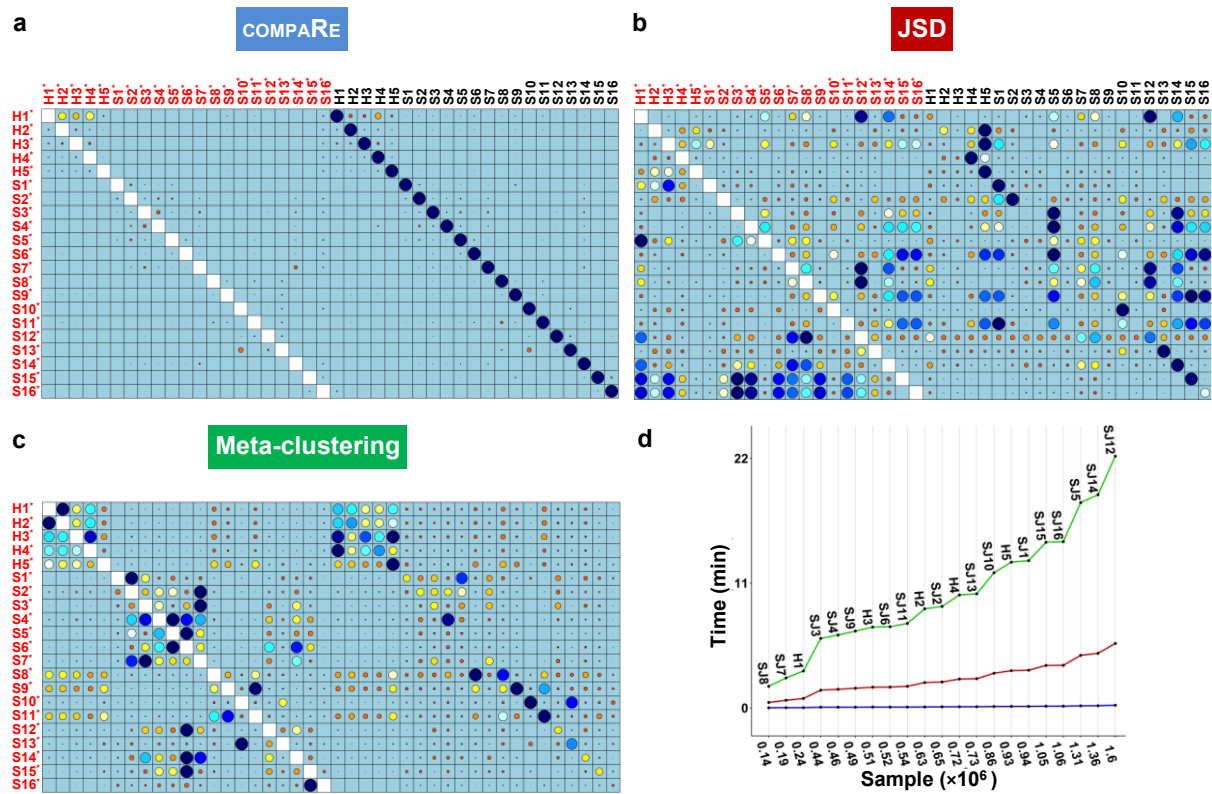 a
COMPARE
H1* H2* H3* H4* H5* S1* S2* S3* S4* S5* S6* S7* S8* S9* S10* S11* S12* S13* S14* S15* S16* H1 H2 H3 H4 H5 S1 S2 S3 S4 S5 S6 S7 S8 S9 S10 S11 S12 S13 S14 S15 S16
H1*
H2*
H3*
H4*
H5*
S1*
S2*
S3*
S4*
S5*
S6*
S7*
S8*
S9*
S10*
S11*
S12*
S13*
S14*
S15*
S16*
b
JSD
H1* H2* H3* H4* H5* S1* S2* S3* S4* S5* S6* S7* S8* S9* S10* S11* S12* S13* S14* S15* S16* H1 H2 H3 H4 H5 S1 S2 S3 S4 S5 S6 S7 S8 S9 S10 S11 S12 S13 S14 S15 S16
c
Meta-clustering
H1*
H2*
H3*
H4*
H5*
S1*
S2*
S3*
S4*
S5*
S6*
S7*
S8*
S9*
S10*
S11*
S12*
S13*
S14*
S15*
S16*
d
Time (min)
22
11
0
SJ8 SJ7 H1 SJ3 SJ4 SJ9 H3 SJ6 SJ11 H2 SJ2 H4 SJ13 SJ10 H5 SJ1 SJ15 SJ16 SJ5 SJ14 SJ12
0.14 0.19 0.24 0.44 0.46 0.49 0.51 0.52 0.54 0.63 0.65 0.72 0.73 0.86 0.93 0.94 1.05 1.06 1.31 1.36 1.6
Sample (×10⁶)